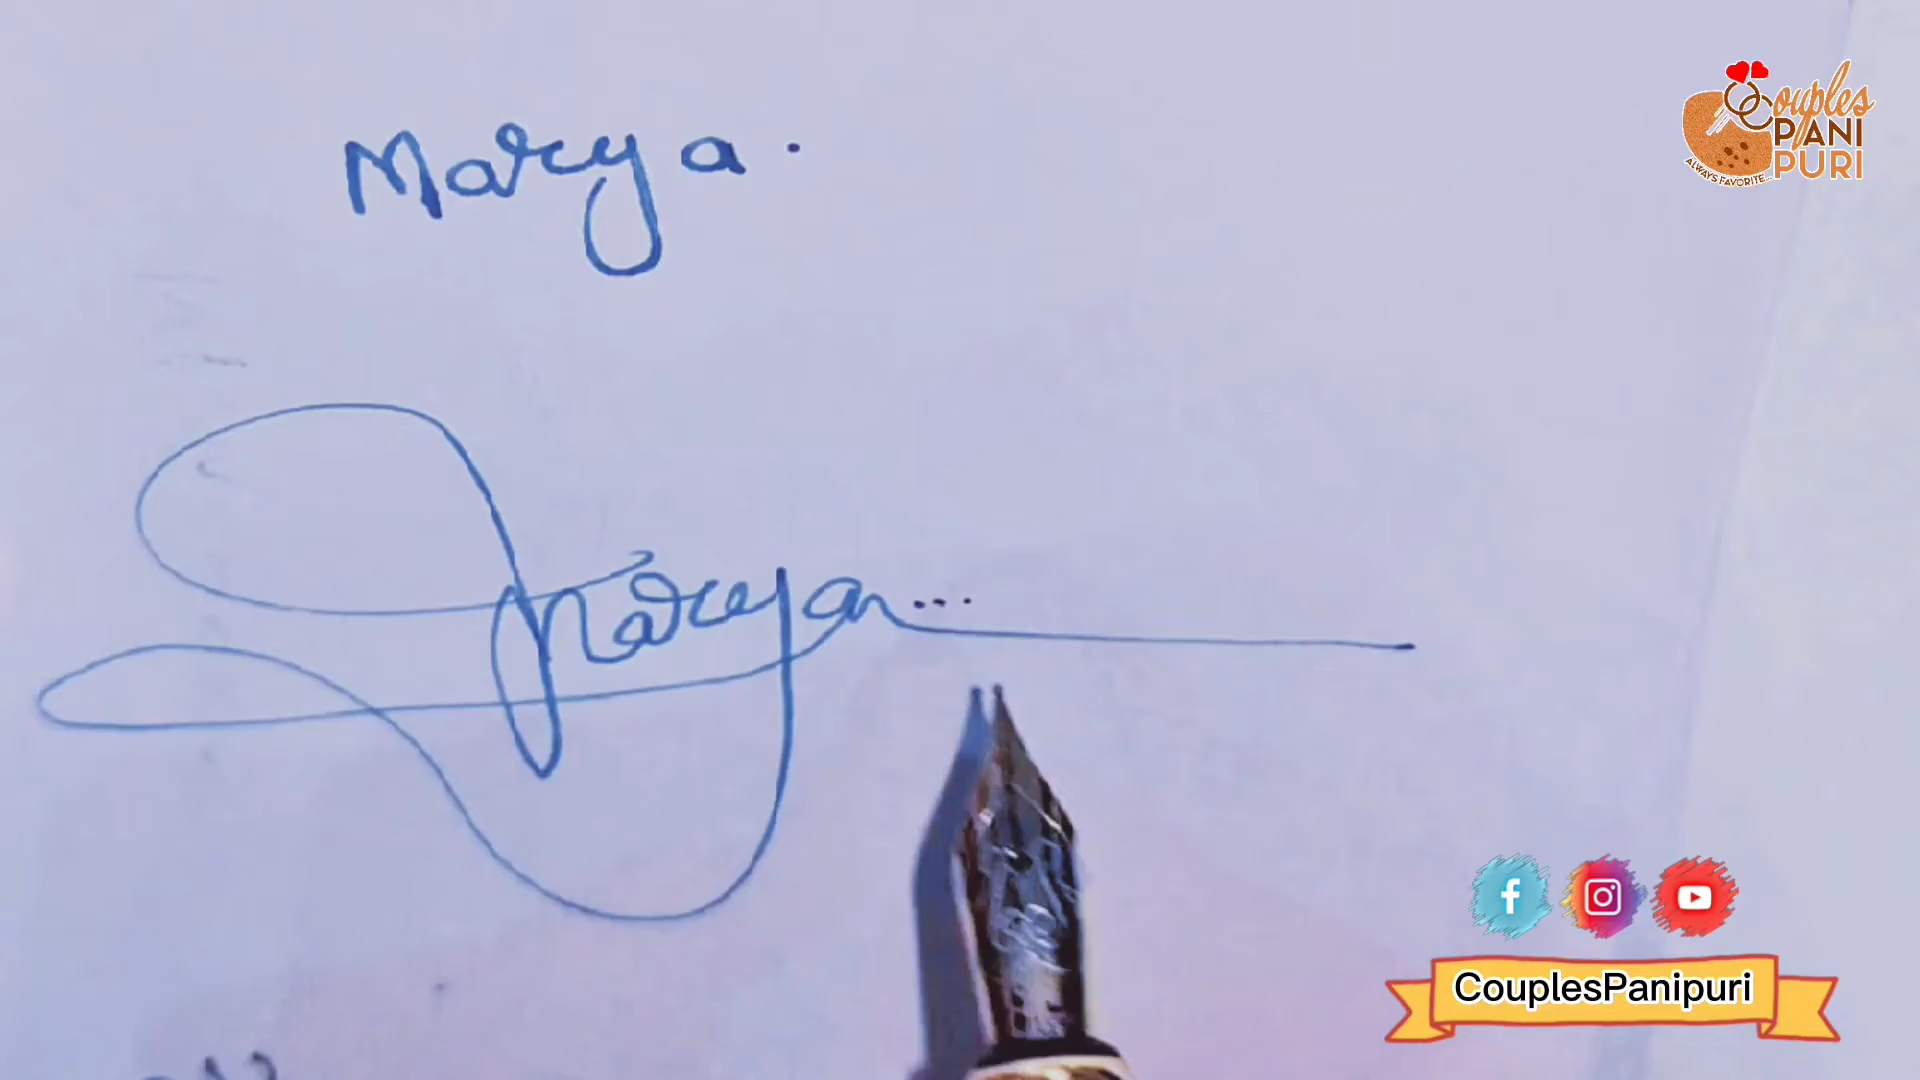 Marya.
Marya...
Couples
PANI
PURI
ALWAYS FAVORITE...
CouplesPanipuri